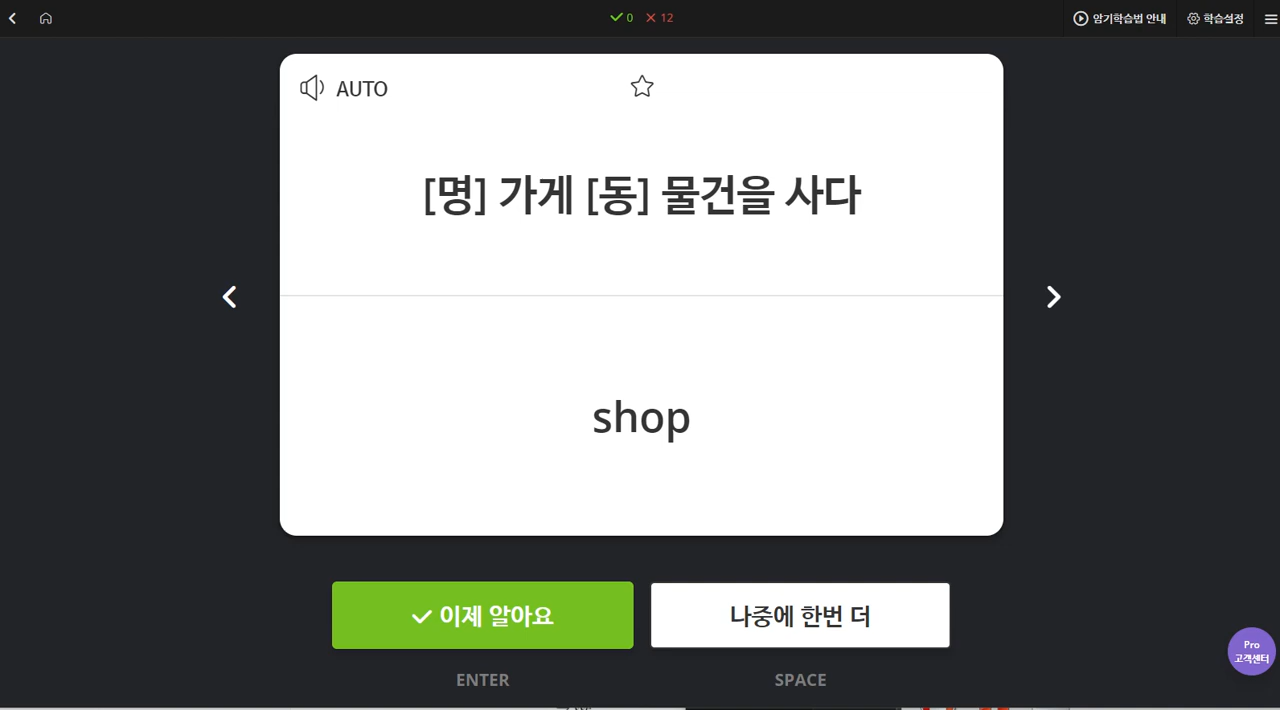 0 12 암기학습법 안내 학습설정
AUTO
[명] 가게 [동] 물건을 사다
shop
이제 알아요 나중에 한번 더
ENTER SPACE
Pro
고객센터